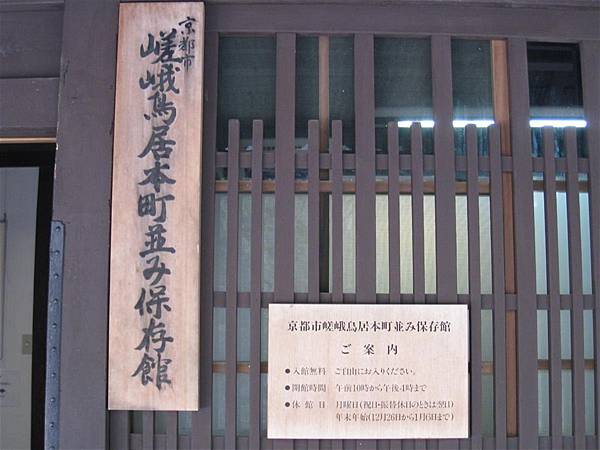 京都市
嵯峨鳥居本町並み保存館
京都市嵯峨鳥居本町並み保存館
ご案内
●入館無料 ご自由にお入りください。
●開館時間 午前10時から午後4時まで
●休館日 月曜日(祝日・振替休日のときは翌日)
年末年始(12月26日から1月6日まで)